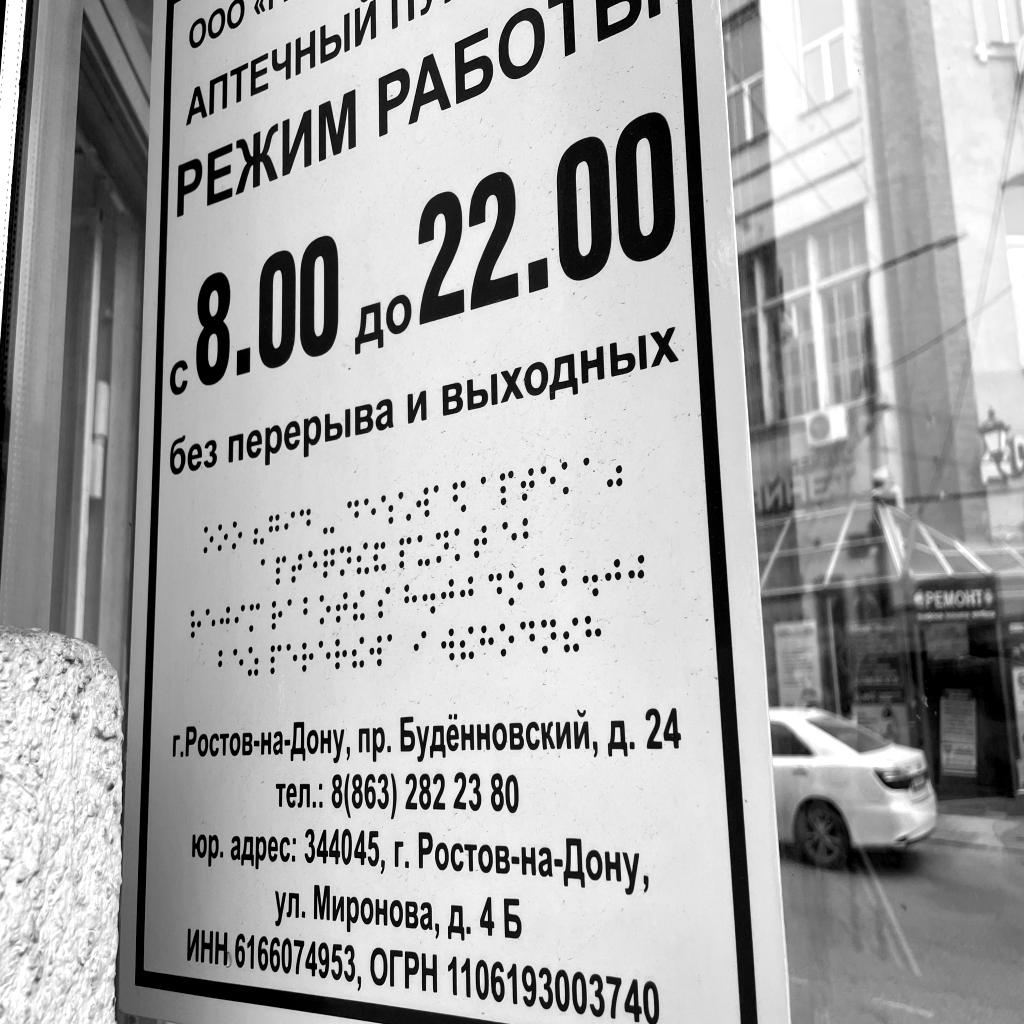 ООО
АПТЕЧНЫЙ
РЕЖИМ РАБОТЫ
с 8.00 до 22.00
без перерыва и выходных
г.Ростов-на-Дону, пр. Будённовский, д. 24
тел.: 8(863) 282 23 80
юр. адрес: 344045, г. Ростов-на-Дону,
ул. Миронова, д. 4 Б
ИНН 6166074953, ОГРН 1106193003740
РЕМОНТ